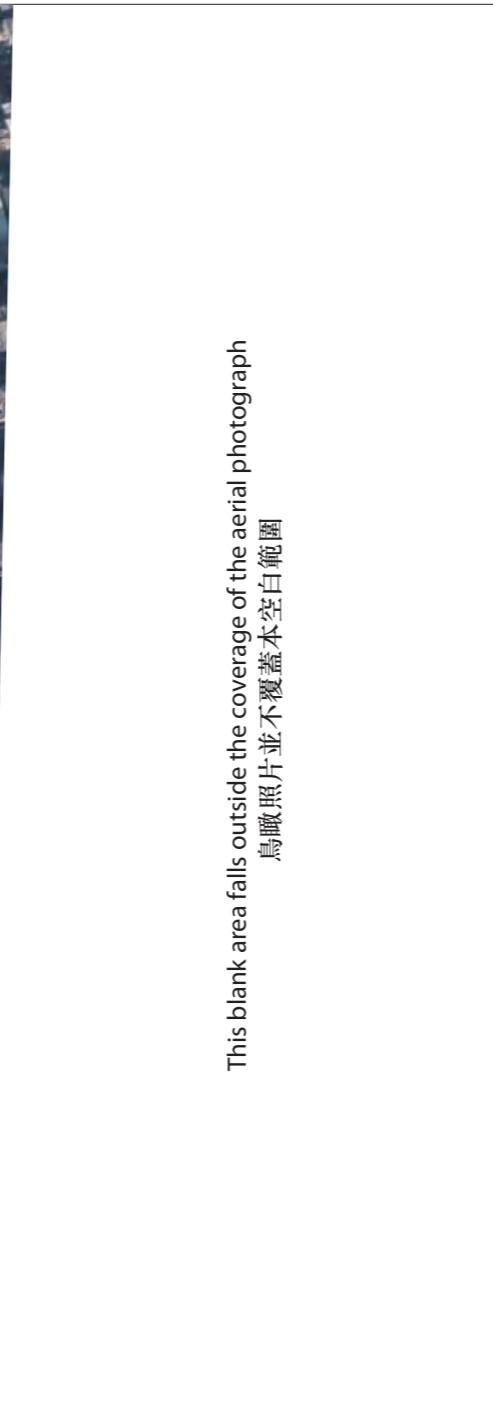 This blank area falls outside the coverage of the aerial photograph
鳥瞰照片並不覆蓋本空白範圍